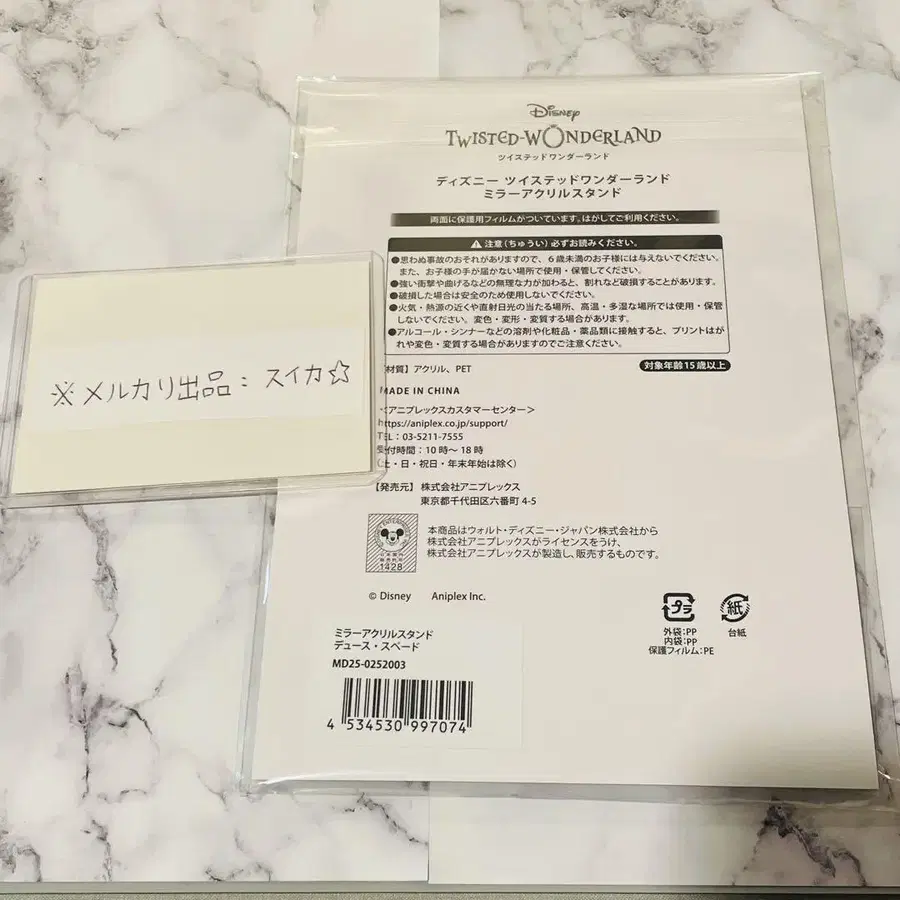 Disney
TWISTED-WONDERLAND
ツイステッドワンダーランド
ディズニー ツイステッドワンダーランド
ミラーアクリルスタンド
両面に保護用フィルムがついています。はがしてご利用ください。
注意（ちゅうい）必ずお読みください。
●思わぬ事故のおそれがありますので、６歳未満のお子様には与えないでください。
また、お子様の手が届かない場所で使用・保管してください。
●強い衝撃や曲げるなどの無理な力が加わると、割れなど破損することがあります。
●破損した場合は安全のため使用しないでください。
●火気・熱源の近くや直射日光の当たる場所、高温・多湿な場所では使用・保管
しないでください。変色・変形・変質する場合があります。
●アルコール・シンナーなどの溶剤や化粧品・薬品類に接触すると、プリントはが
れや変色・変質する場合がありますのでご注意ください。
対象年齢15歳以上
材質】アクリル、PET
MADE IN CHINA
<アニプレックスカスタマーセンター＞
https://aniplex.co.jp/support/
TEL：03-5211-7555
受付時間：10時～18時
土・日・祝日・年末年始は除く）
【発売元】 株式会社アニプレックス
東京都千代田区六番町 4-5
本商品はウォルト・ディズニー・ジャパン株式会社から
株式会社アニプレックスがライセンスをうけ、
株式会社アニプレックスが製造し、販売するものです。
1428
© Disney Aniplex Inc.
プラ
外袋：PP
内袋：PP
保護フィルム：PE
紙
台紙
ミラーアクリルスタンド
デュース・スペード
MD25-0252003
4 534530 997074
※メルカリ出品：スイカ☆